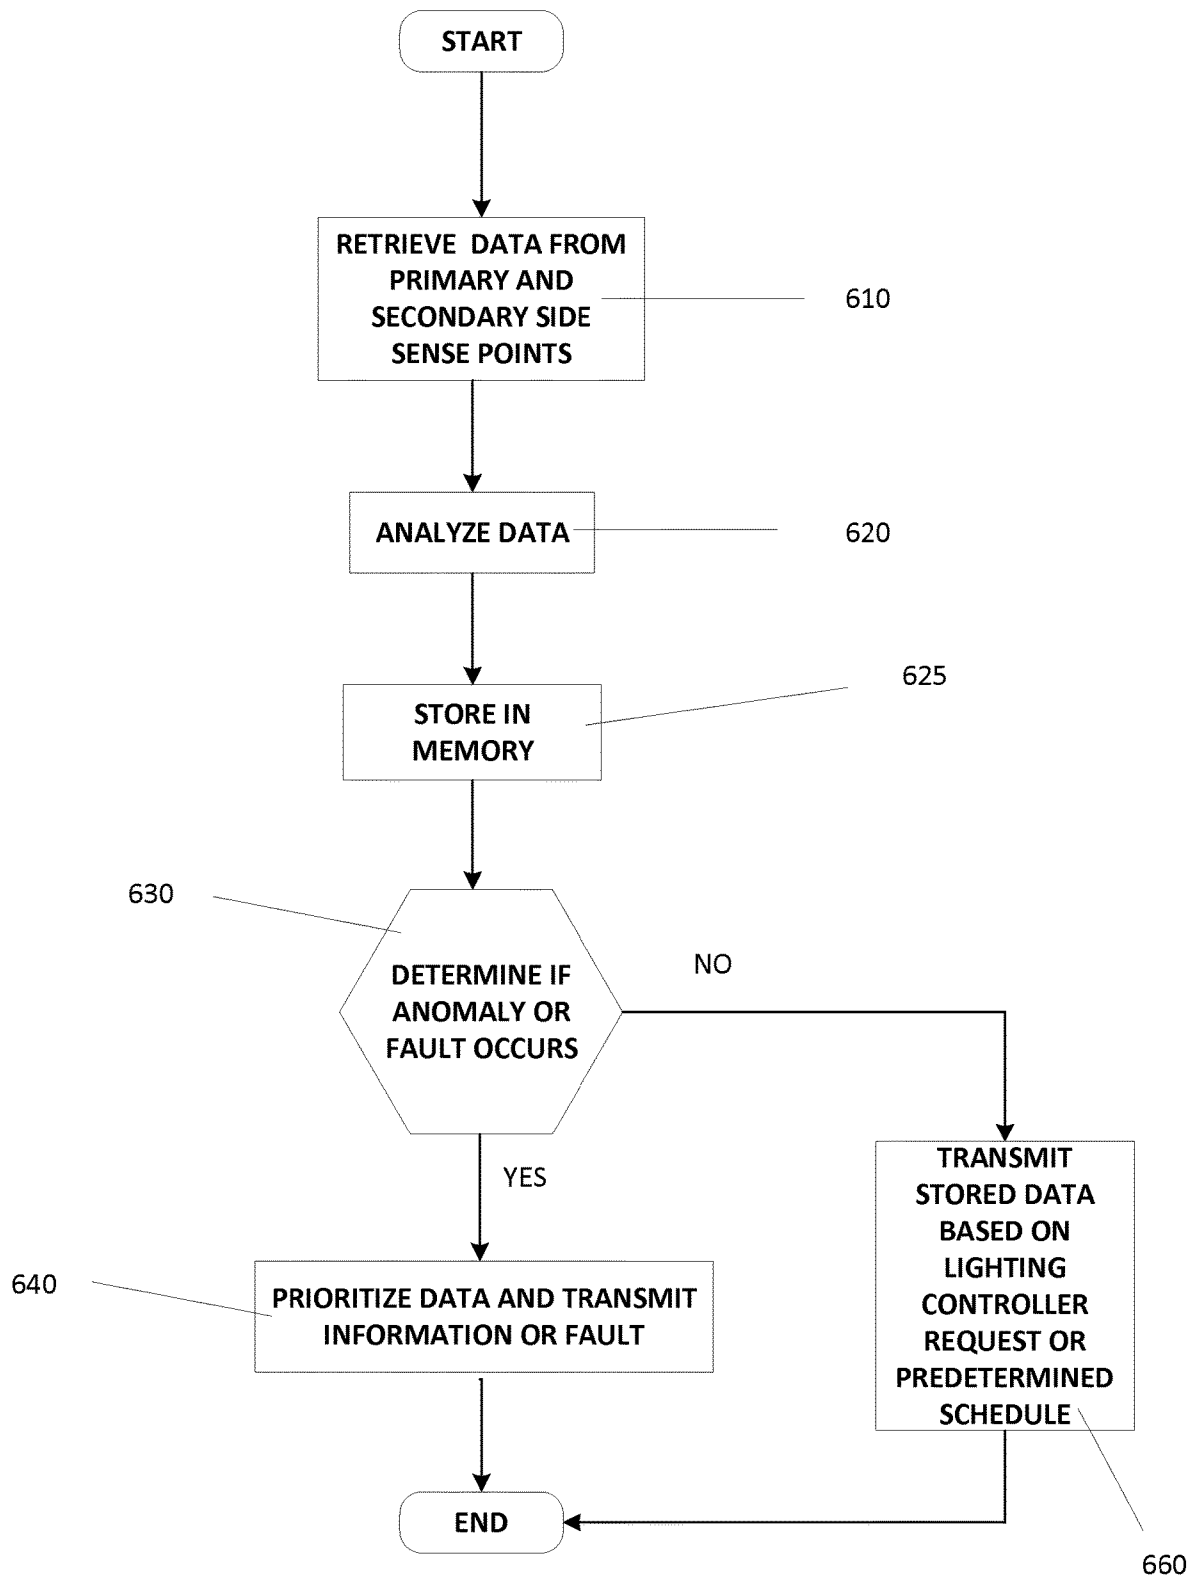 START
RETRIEVE DATA FROM
PRIMARY AND
SECONDARY SIDE
SENSE POINTS
610
ANALYZE DATA
620
625
STORE IN
MEMORY
630
DETERMINE IF
ANOMALY OR
FAULT OCCURS
NO
YES
TRANSMIT
STORED DATA
BASED ON
LIGHTING
CONTROLLER
REQUEST OR
PREDETERMINED
SCHEDULE
640
PRIORITIZE DATA AND TRANSMIT
INFORMATION OR FAULT
END
660